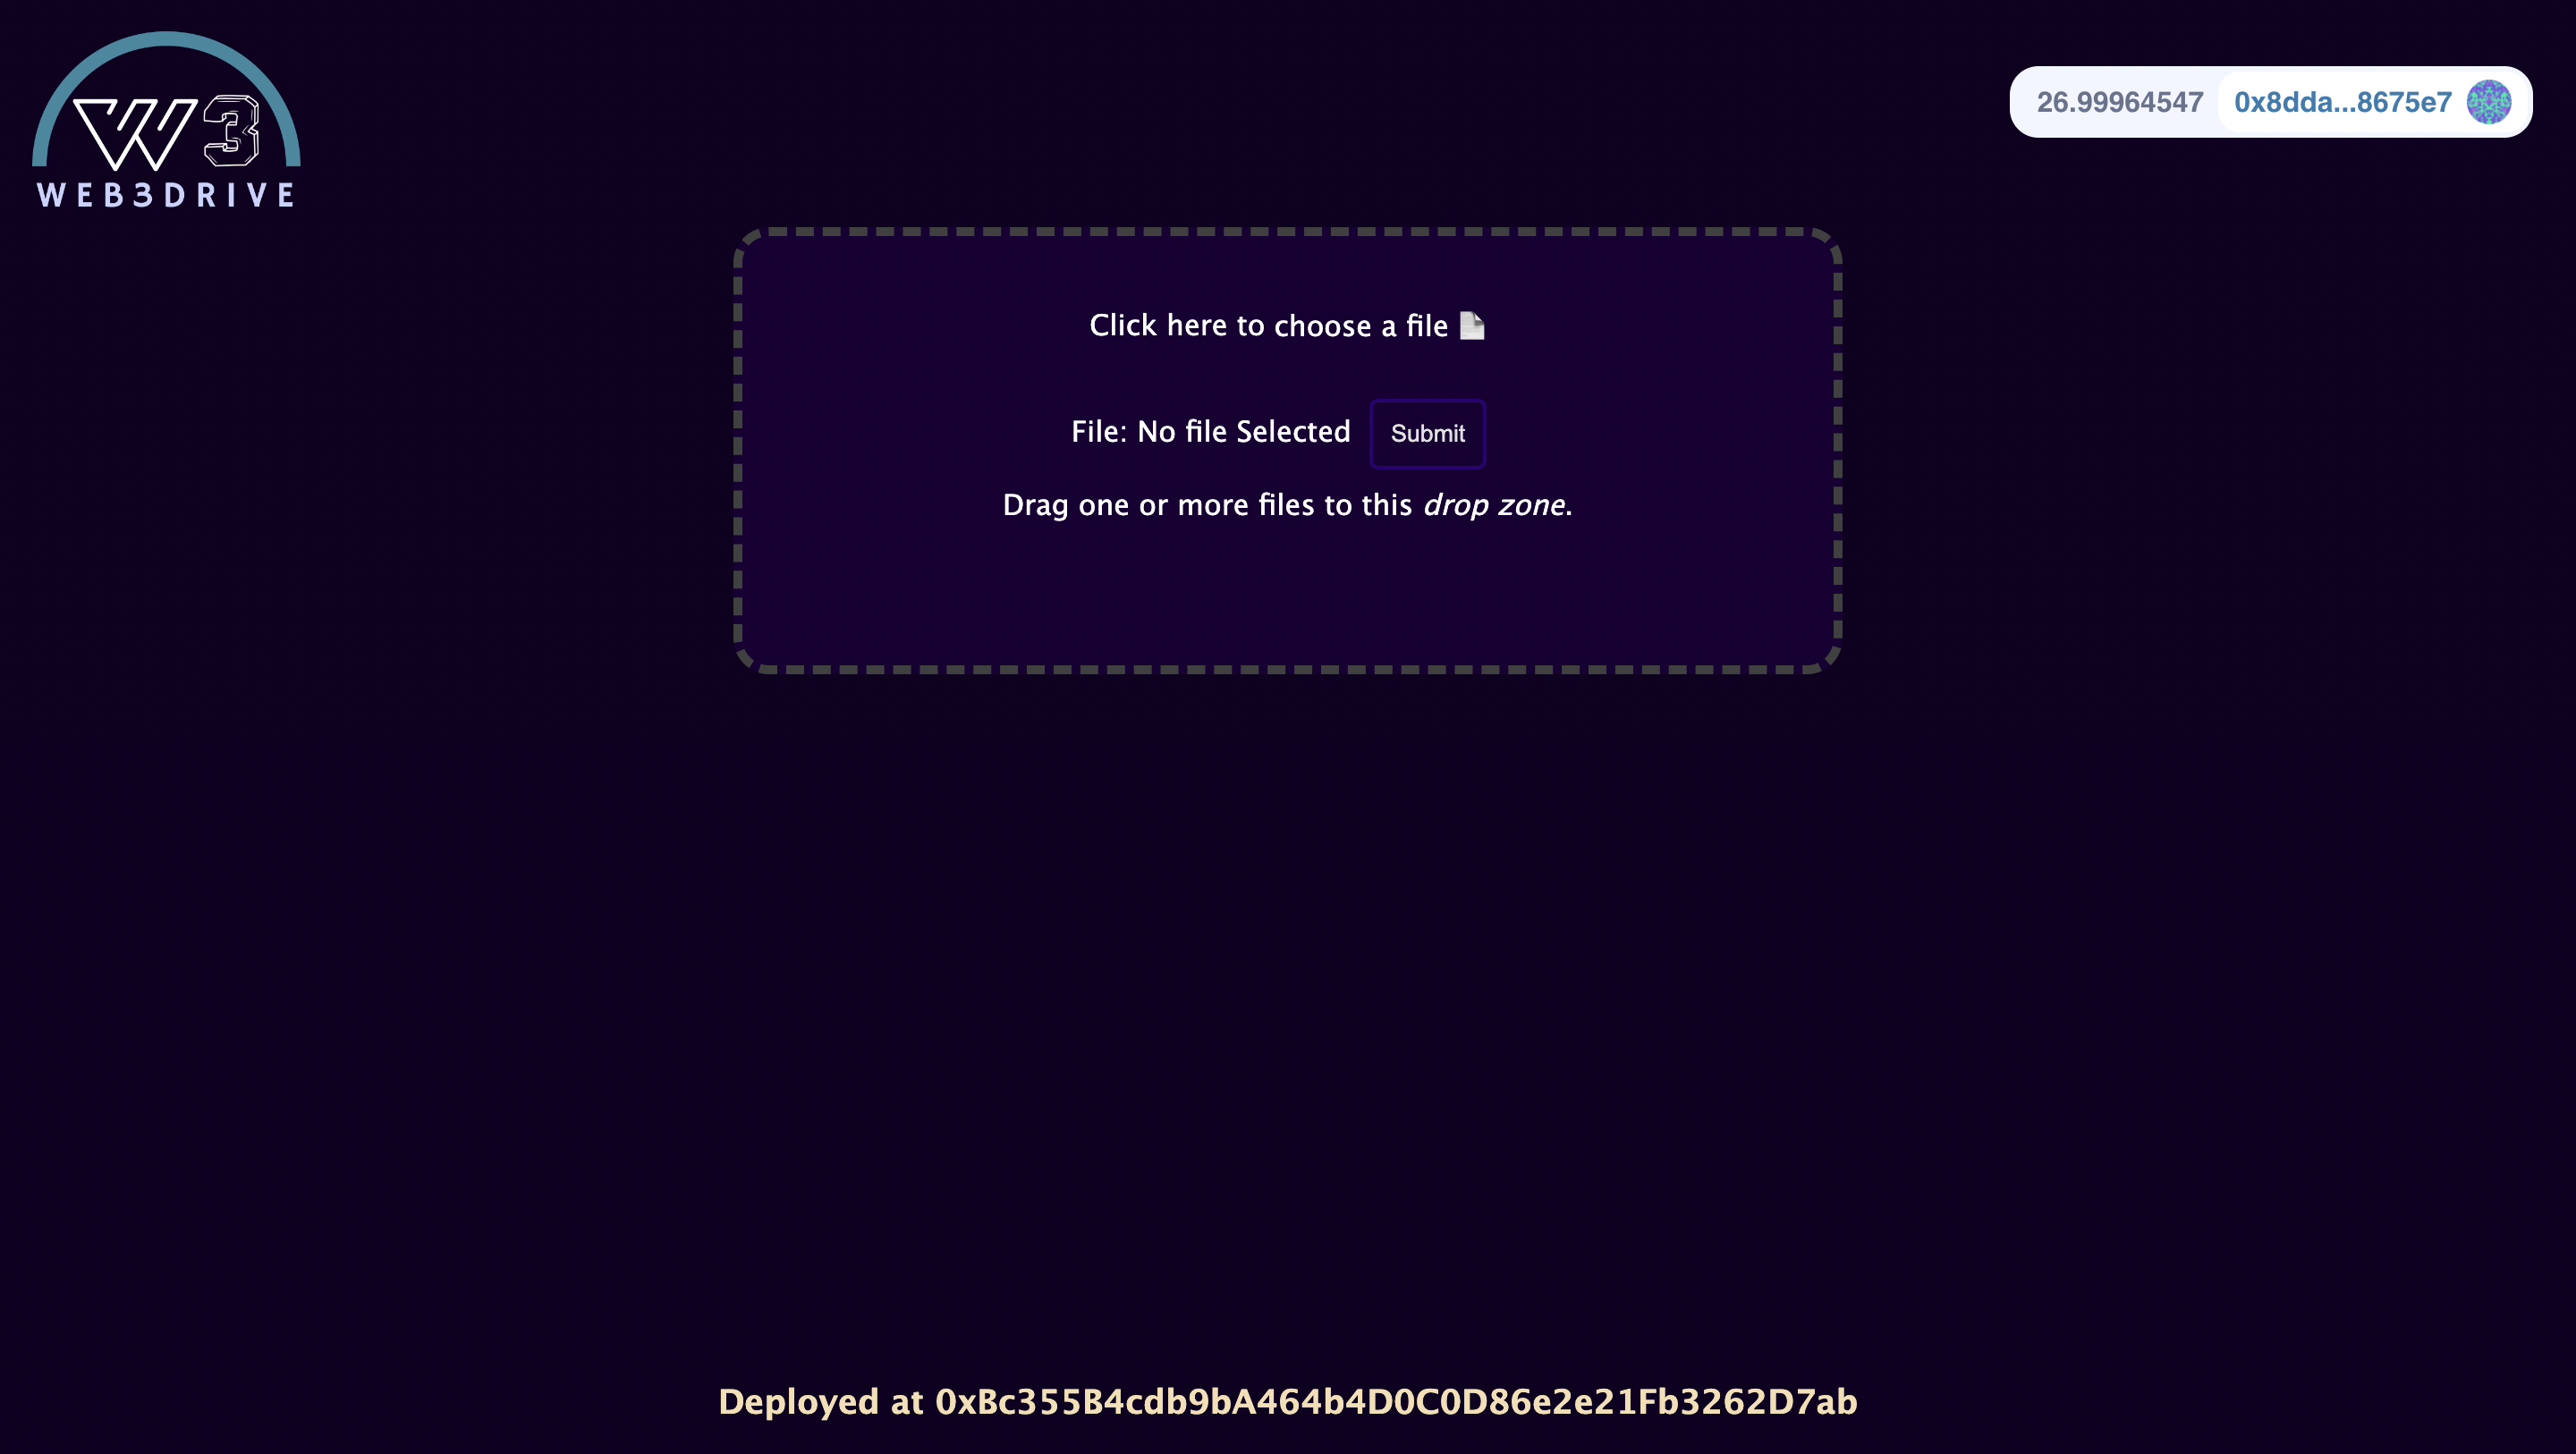 W3
WEB3DRIVE
26.99964547 0x8dda...8675e7
Click here to choose a file
File: No file Selected Submit
Drag one or more files to this drop zone.
Deployed at 0xBc355B4cdb9bA464b4D0C0D86e2e21Fb3262D7ab